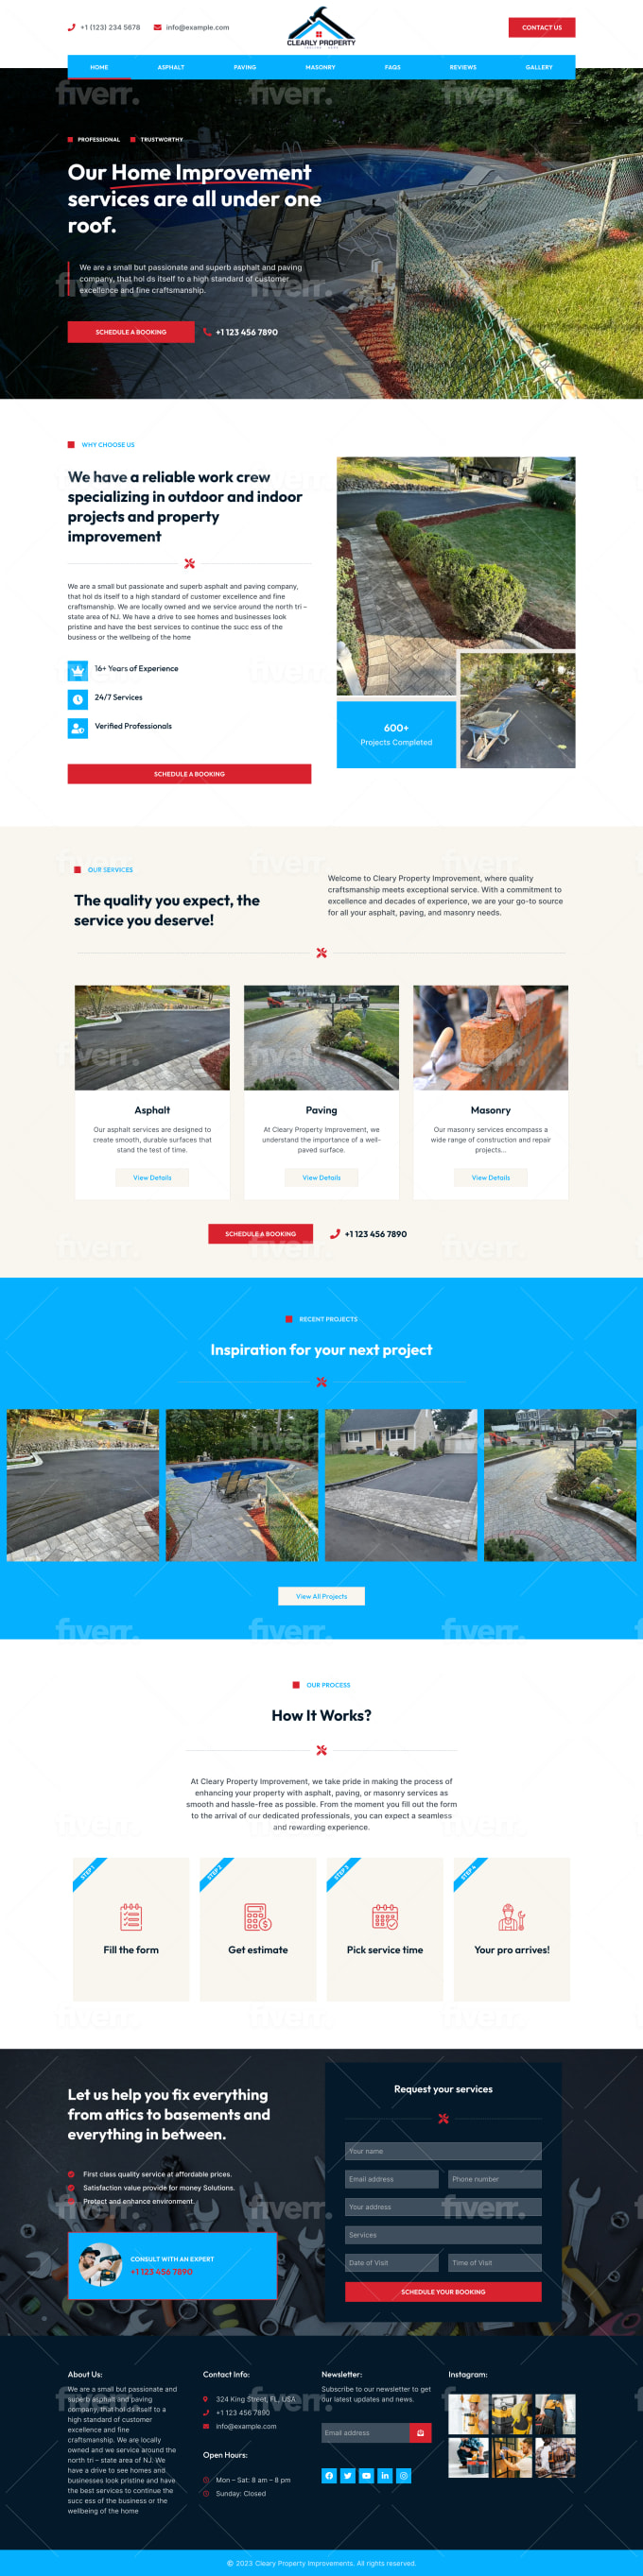 +1 (123) 234 5678 info@example.com
CLEARLY PROPERTY
CONTACT US
HOME ASPHALT PAVING MASONRY FAQS REVIEWS GALLERY
PROFESSIONAL TRUSTWORTHY
Our Home Improvement
services are all under one
roof.
We are a small but passionate and superb asphalt and paving
company, that hol ds itself to a high standard of customer
excellence and fine craftsmanship.
SCHEDULE A BOOKING +1 123 456 7890
WHY CHOOSE US
We have a reliable work crew
specializing in outdoor and indoor
projects and property
improvement
We are a small but passionate and superb asphalt and paving company,
that hol ds itself to a high standard of customer excellence and fine
craftsmanship. We are locally owned and we service around the north tri –
state area of NJ. We have a drive to see homes and businesses look
pristine and have the best services to continue the succ ess of the
business or the wellbeing of the home
16+ Years of Experience
24/7 Services
Verified Professionals
SCHEDULE A BOOKING
600+
Projects Completed
OUR SERVICES
The quality you expect, the
service you deserve!
Welcome to Cleary Property Improvement, where quality
craftsmanship meets exceptional service. With a commitment to
excellence and decades of experience, we are your go-to source
for all your asphalt, paving, and masonry needs.
Asphalt
Our asphalt services are designed to
create smooth, durable surfaces that
stand the test of time.
View Details
Paving
At Cleary Property Improvement, we
understand the importance of a well-
paved surface.
View Details
Masonry
Our masonry services encompass a
wide range of construction and repair
projects...
View Details
SCHEDULE A BOOKING +1 123 456 7890
RECENT PROJECTS
Inspiration for your next project
View All Projects
OUR PROCESS
How It Works?
At Cleary Property Improvement, we take pride in making the process of
enhancing your property with asphalt, paving, or masonry services as
smooth and hassle-free as possible. From the moment you fill out the form
to the arrival of our dedicated professionals, you can expect a seamless
and rewarding experience.
STEP 1
Fill the form
STEP 2
Get estimate
STEP 3
Pick service time
STEP 4
Your pro arrives!
Let us help you fix everything
from attics to basements and
everything in between.
First class quality service at affordable prices.
Satisfaction value provide for money Solutions.
Protect and enhance environment.
CONSULT WITH AN EXPERT
+1 123 456 7890
Request your services
Your name
Email address Phone number
Your address
Services
Date of Visit Time of Visit
SCHEDULE YOUR BOOKING
About Us:
We are a small but passionate and
superb asphalt and paving
company, that hol ds itself to a
high standard of customer
excellence and fine
craftsmanship. We are locally
owned and we service around the
north tri – state area of NJ. We
have a drive to see homes and
businesses look pristine and have
the best services to continue the
succ ess of the business or the
wellbeing of the home
Contact Info:
324 King Street, FL, USA
+1 123 456 7890
info@example.com
Open Hours:
Mon – Sat: 8 am – 8 pm
Sunday: Closed
Newsletter:
Subscribe to our newsletter to get
our latest updates and news.
Email address
Instagram:
© 2023 Cleary Property Improvements. All rights reserved.
fiverr.